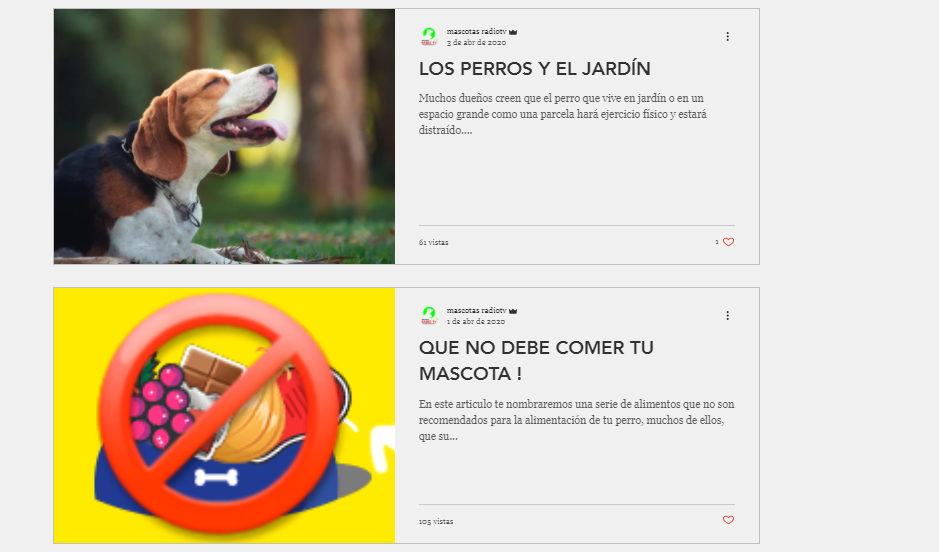 mascotas radiotv
3 de abr de 2020
LOS PERROS Y EL JARDÍN
Muchos dueños creen que el perro que vive en jardín o en un
espacio grande como una parcela hará ejercicio físico y estará
distraído....
61 vistas
1
mascotas radiotv
1 de abr de 2020
QUE NO DEBE COMER TU
MASCOTA !
En este articulo te nombraremos una serie de alimentos que no son
recomendados para la alimentación de tu perro, muchos de ellos,
que su...
105 vistas